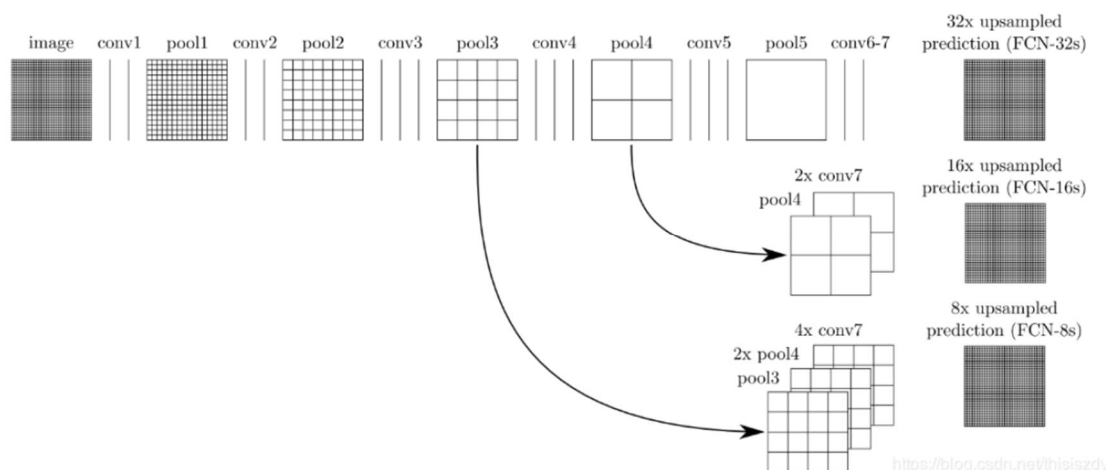 image conv1 pool1 conv2 pool2 conv3 pool3 conv4 pool4 conv5 pool5 conv6-7
32x upsampled
prediction (FCN-32s)
16x upsampled
prediction (FCN-16s)
2x conv7
pool4
8x upsampled
prediction (FCN-8s)
4x conv7
2x pool4
pool3
https://blog.csdn.net/thisiszdy